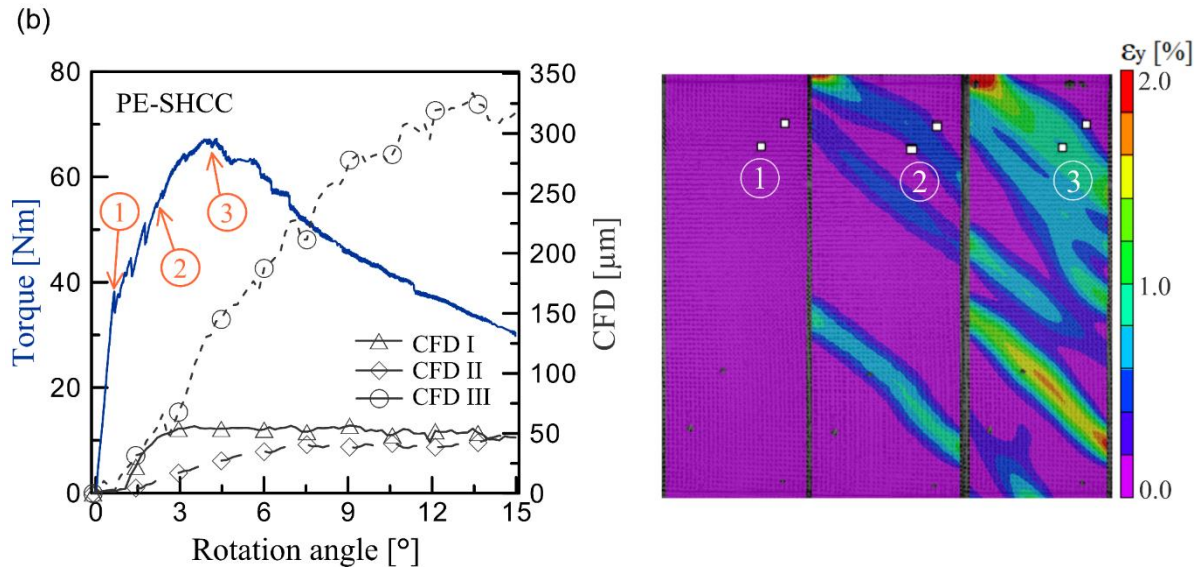 (b)
PE-SHCC
80
60
40
20
0
Torque [Nm]
350
300
250
200
150
100
50
0
CFD [µm]
1
2
3
CFD I
CFD II
CFD III
0 3 6 9 12 15
Rotation angle [°]
1
2
3
εy [%]
2.0
1.0
0.0